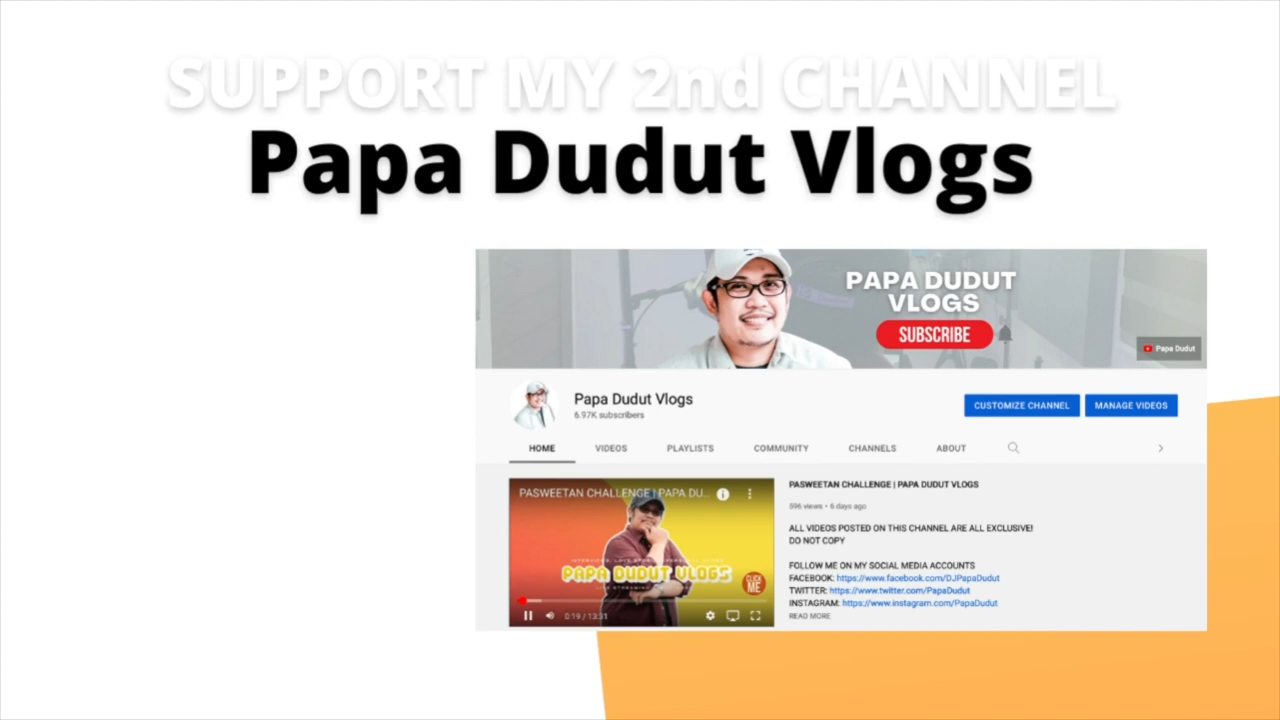 SUPPORT MY 2nd CHANNEL
Papa Dudut Vlogs
PAPA DUDUT
VLOGS
SUBSCRIBE
Papa Dudut
Papa Dudut Vlogs
6.97K subscribers
CUSTOMIZE CHANNEL
MANAGE VIDEOS
HOME VIDEOS PLAYLISTS COMMUNITY CHANNELS ABOUT
PASWEETAN CHALLENGE | PAPA DU...
PAPA DUDUT VLOGS
CLICK
ME
0:19 / 13:31
PASWEETAN CHALLENGE | PAPA DUDUT VLOGS
596 views • 6 days ago
ALL VIDEOS POSTED ON THIS CHANNEL ARE ALL EXCLUSIVE!
DO NOT COPY
FOLLOW ME ON MY SOCIAL MEDIA ACCOUNTS
FACEBOOK: https://www.facebook.com/DJPapaDudut
TWITTER: https://www.twitter.com/PapaDudut
INSTAGRAM: https://www.instagram.com/PapaDudut
READ MORE